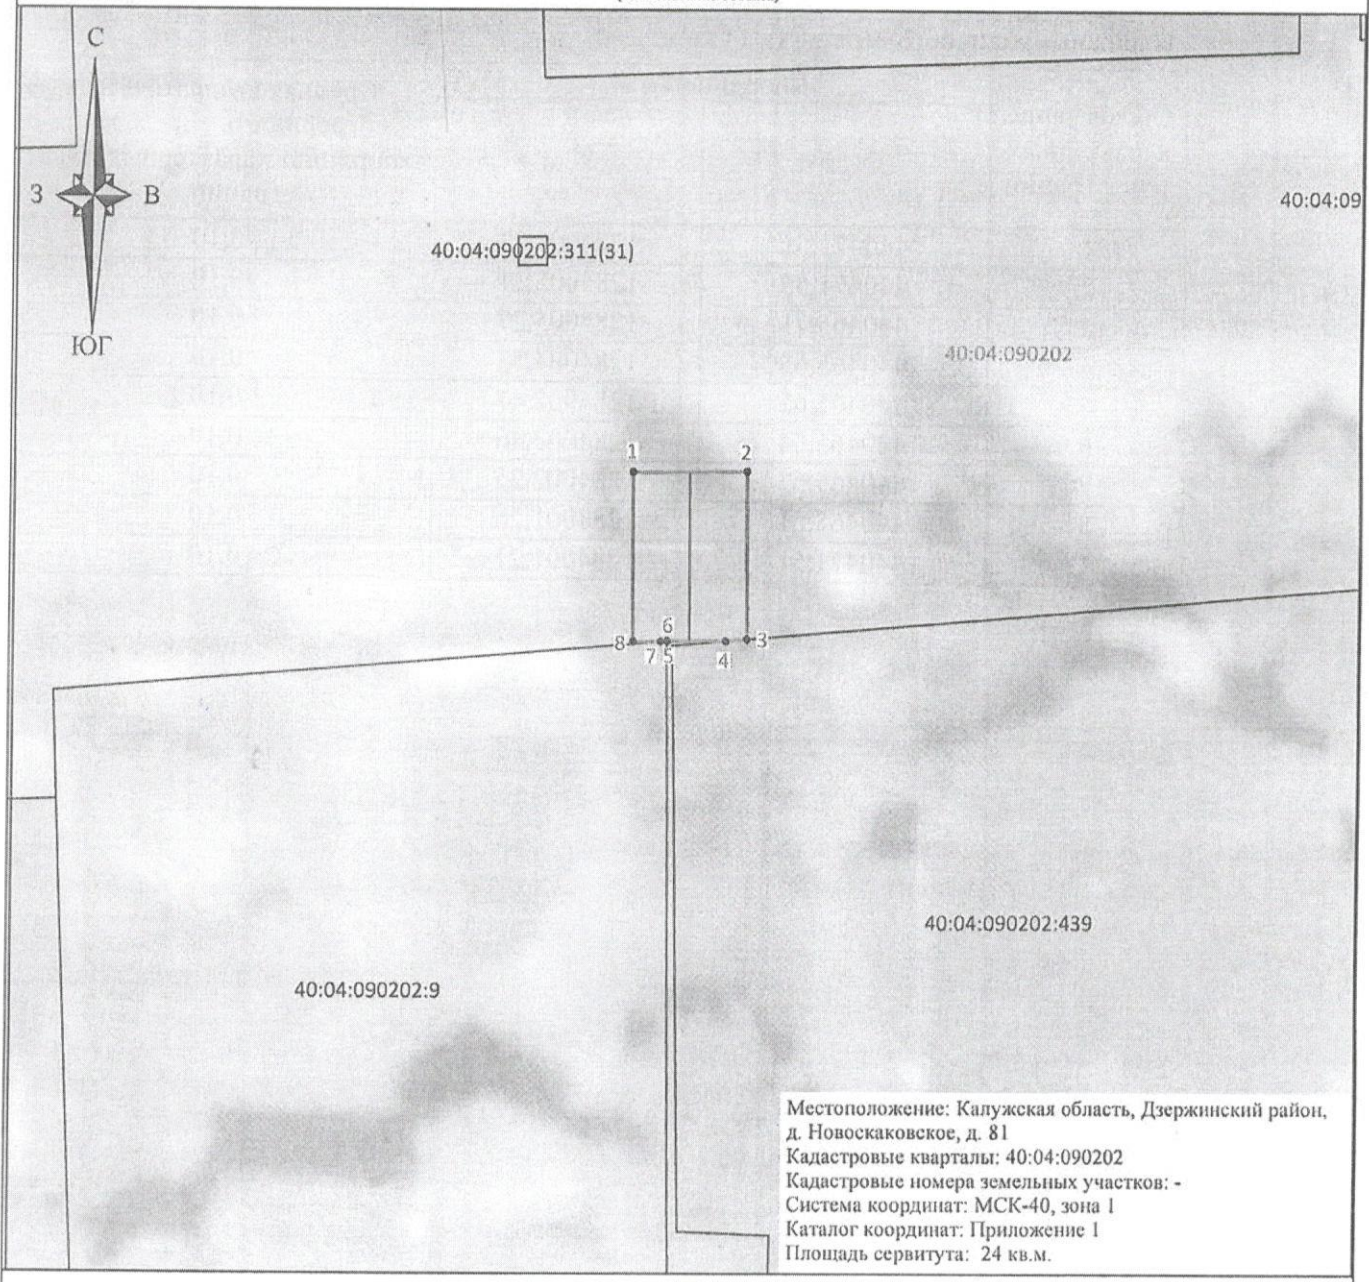 С
З
В
ЮГ
40:04:09
40:04:090202:311(31)
40:04:090202
1
2
6
8
7
5
4
3
40:04:090202:439
40:04:090202:9
Местоположение: Калужская область, Дзержинский район,
д. Новоскаковское, д. 81
Кадастровые кварталы: 40:04:090202
Кадастровые номера земельных участков: -
Система координат: МСК-40, зона 1
Каталог координат: Приложение 1
Площадь сервитута: 24 кв.м.